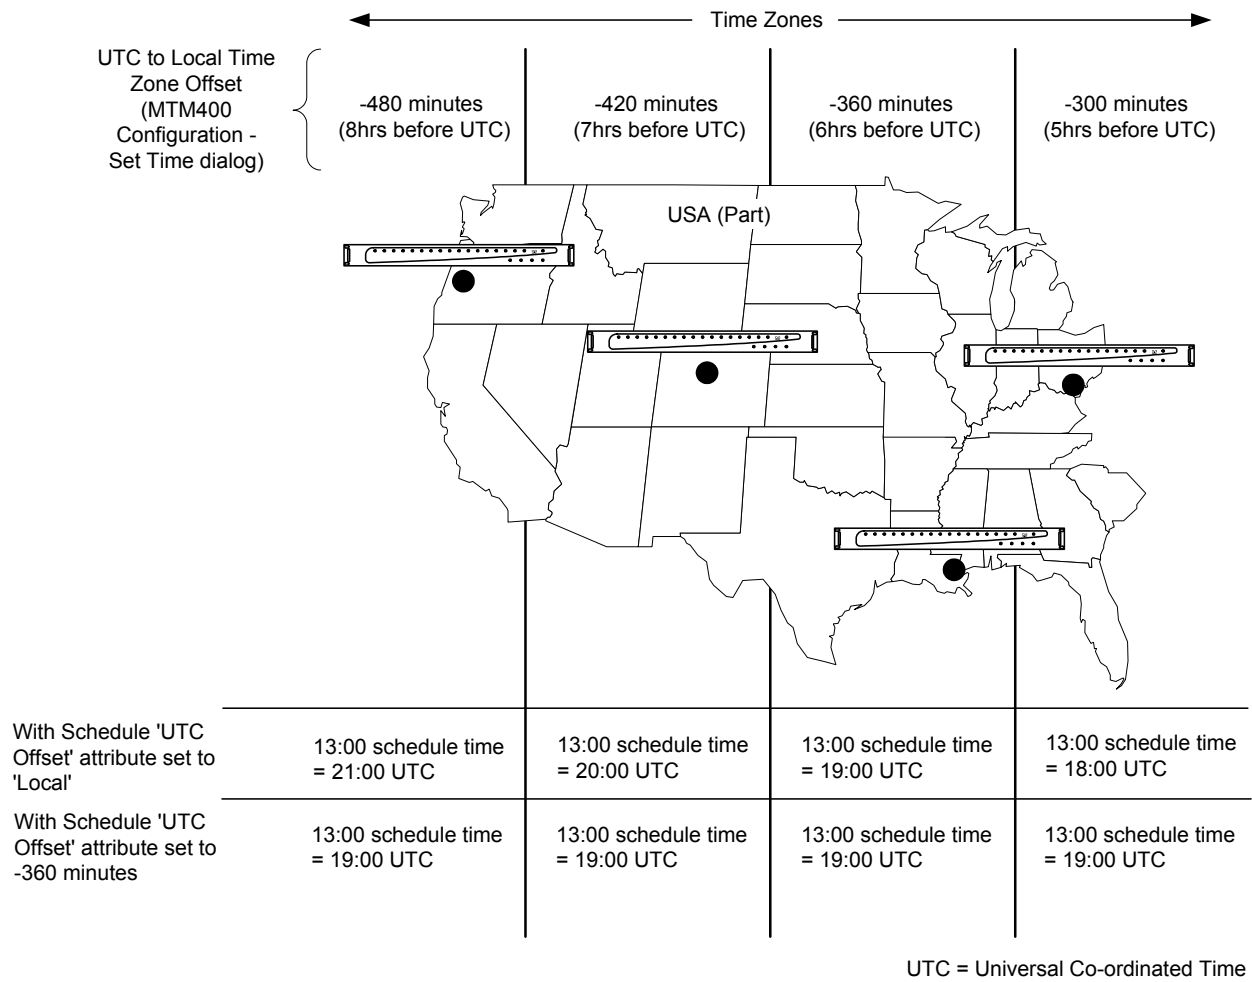 Time Zones
UTC to Local Time
Zone Offset
(MTM400
Configuration -
Set Time dialog)
-480 minutes
(8hrs before UTC)
-420 minutes
(7hrs before UTC)
-360 minutes
(6hrs before UTC)
-300 minutes
(5hrs before UTC)
USA (Part)
With Schedule 'UTC
Offset' attribute set to
'Local'
13:00 schedule time
= 21:00 UTC
13:00 schedule time
= 20:00 UTC
13:00 schedule time
= 19:00 UTC
13:00 schedule time
= 18:00 UTC
With Schedule 'UTC
Offset' attribute set to
-360 minutes
13:00 schedule time
= 19:00 UTC
13:00 schedule time
= 19:00 UTC
13:00 schedule time
= 19:00 UTC
13:00 schedule time
= 19:00 UTC
UTC = Universal Co-ordinated Time